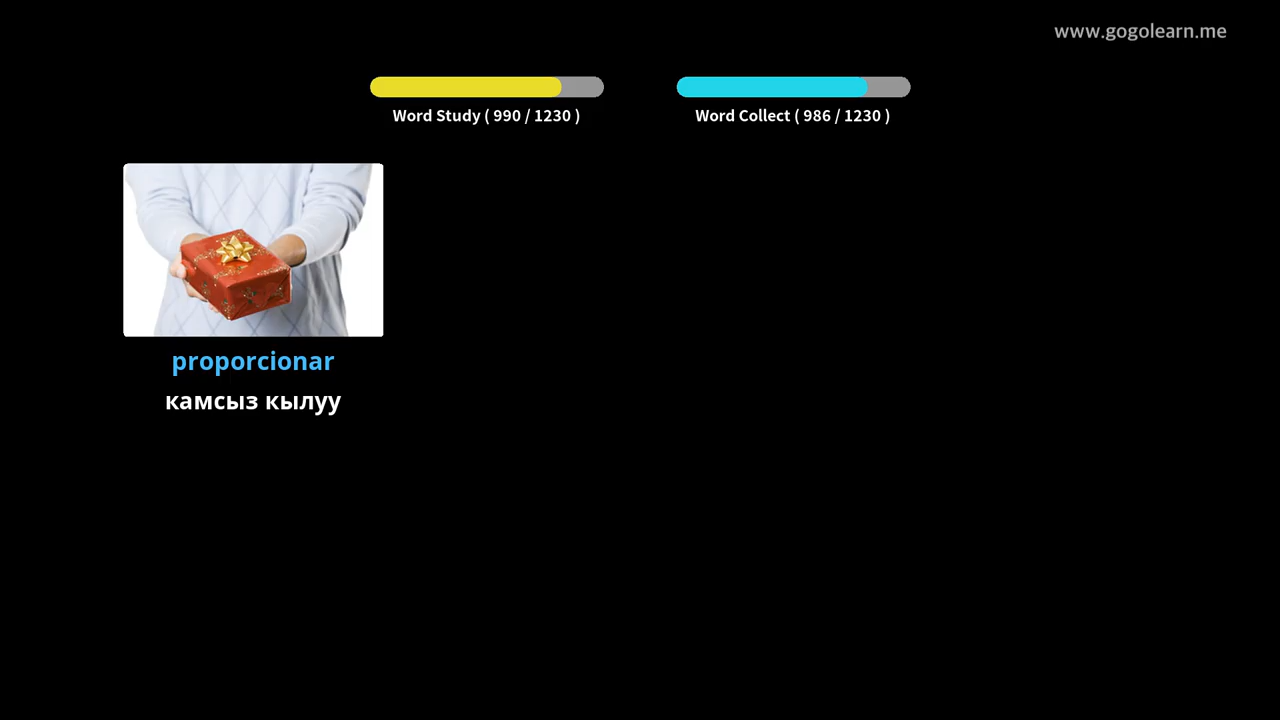 www.gogolearn.me
Word Study ( 990 / 1230 )
Word Collect ( 986 / 1230 )
proporcionar
камсыз кылуу